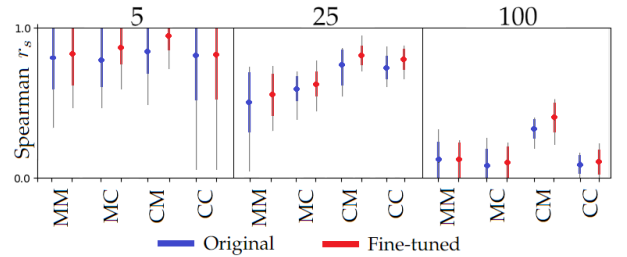 5 25 100
1.0
Spearman r_s
0.0
MM MC CM CC MM MC CM CC MM MC CM CC
Original Fine-tuned